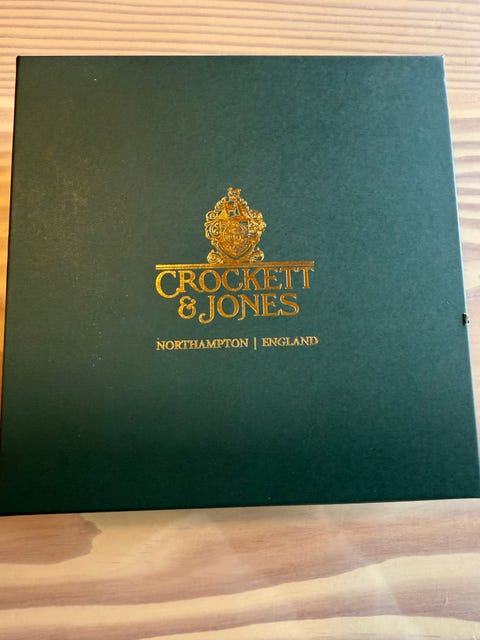 CROCKETT
& JONES
NORTHAMPTON | ENGLAND